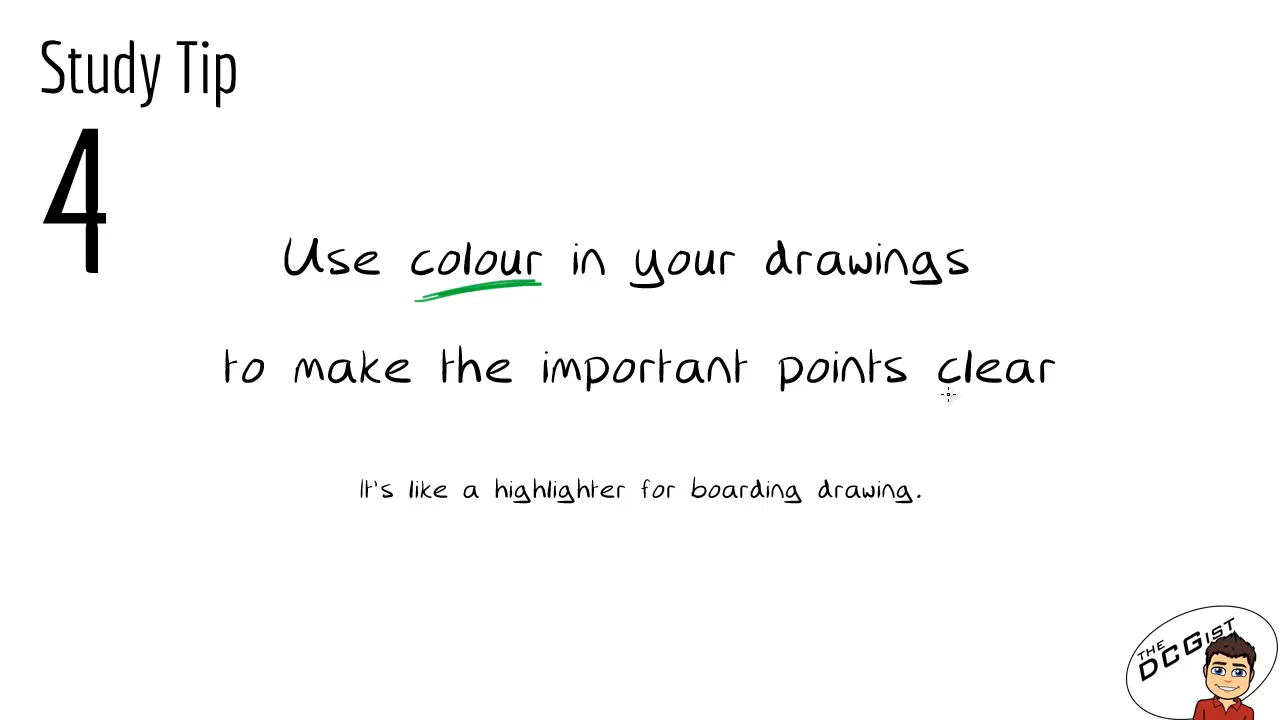 Study Tip
4
Use colour in your drawings
to make the important points clear
It's like a highlighter for boarding drawing.
THE
DCGIST